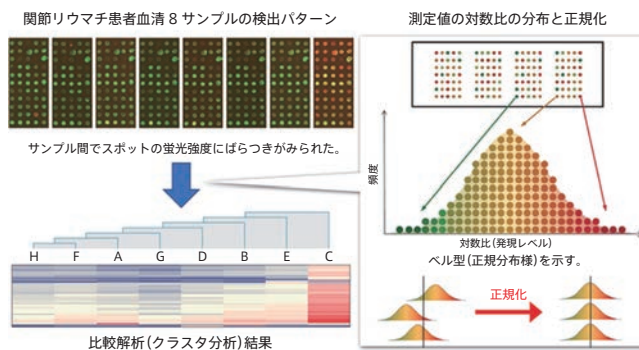 関節リウマチ患者血清8サンプルの検出パターン
サンプル間でスポットの蛍光強度にばらつきがみられた。
H F A G D B E C
比較解析(クラスタ分析)結果
測定値の対数比の分布と正規化
頻度
対数比(発現レベル)
ベル型(正規分布様)を示す。
正規化